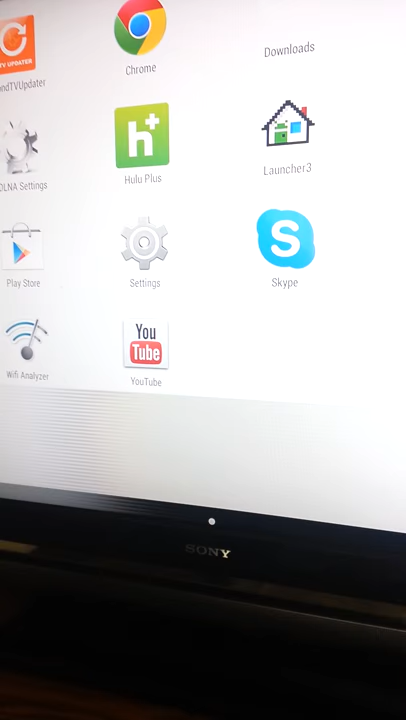 TV UPDATER
ondTVUpdater
Chrome
Downloads
DLNA Settings
h+
Hulu Plus
Launcher3
Play Store
Settings
S
Skype
Wifi Analyzer
You
Tube
YouTube
SONY